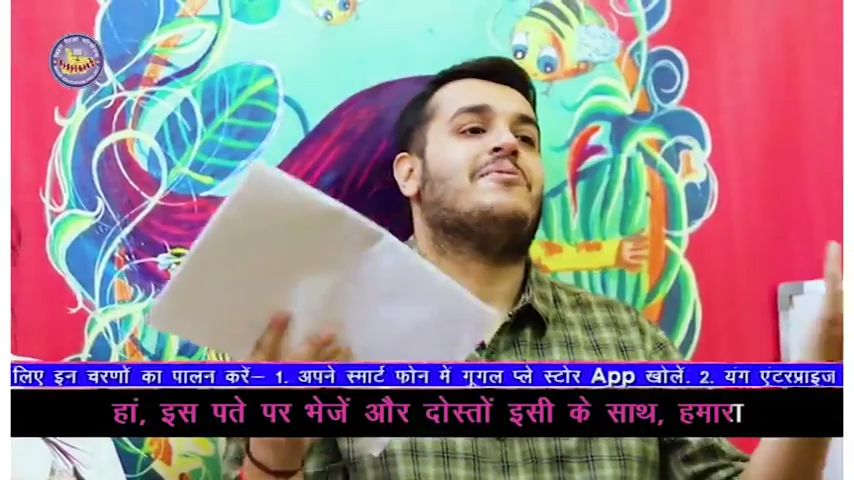 लिए इन चरणों का पालन करें– 1. अपने स्मार्ट फोन में गूगल प्ले स्टोर App खोलें. 2. यंग एंटरप्राइज
हां, इस पते पर भेजें और दोस्तों इसी के साथ, हमारा